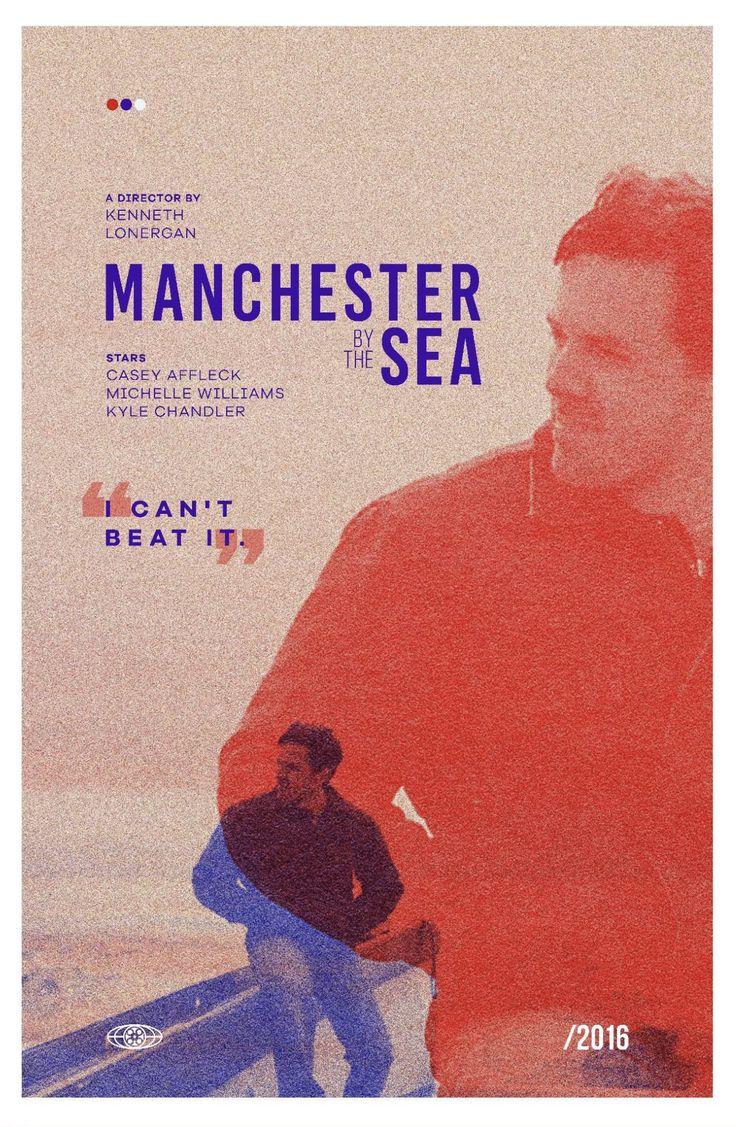 A DIRECTOR BY
KENNETH
LONERGAN
MANCHESTER
BY
THE
SEA
STARS
CASEY AFFLECK
MICHELLE WILLIAMS
KYLE CHANDLER
“I CAN'T
BEAT IT.”
/2016